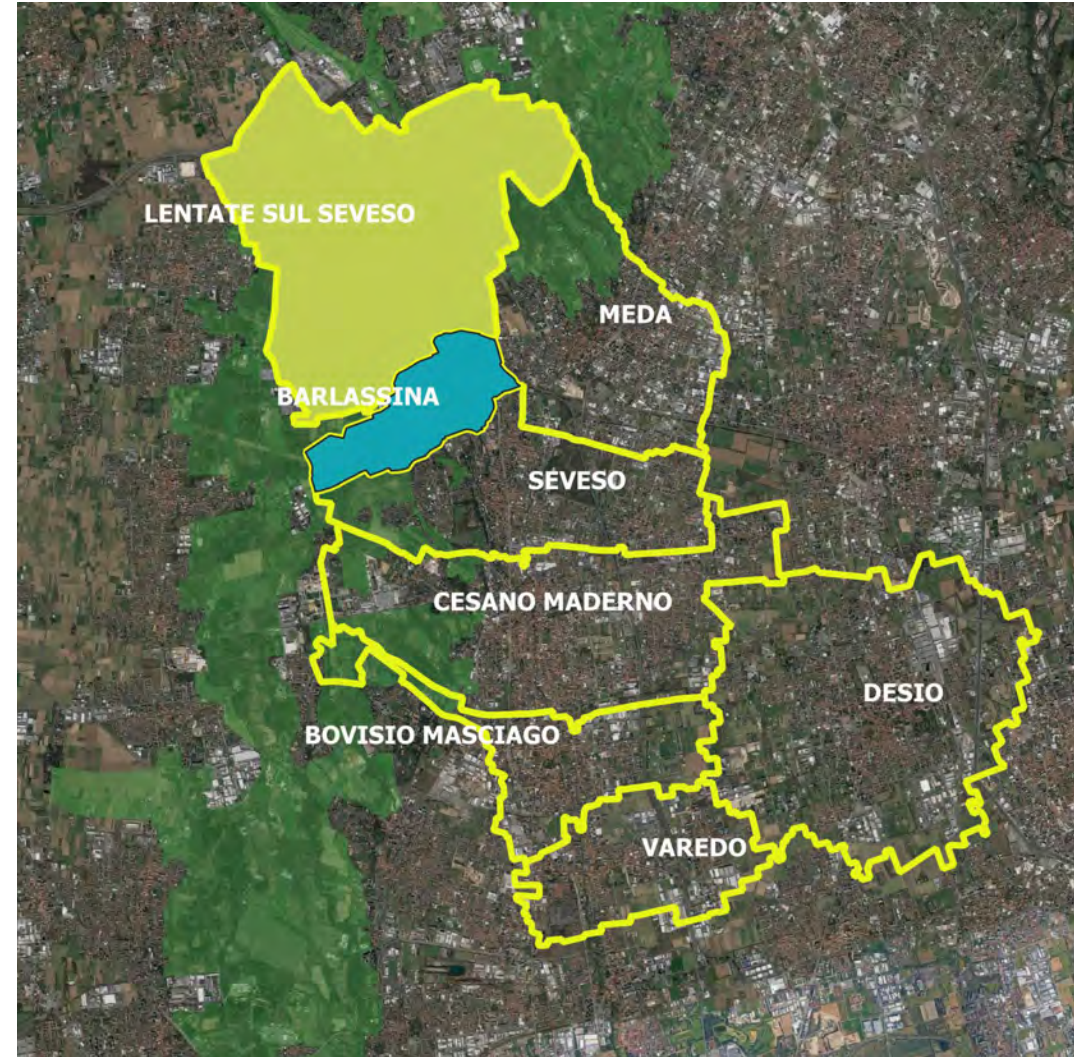 LENTATE SUL SEVESO
MEDA
BARLASSINA
SEVESO
CESANO MADERNO
DESIO
BOVISIO MASCIAGO
VAREDO